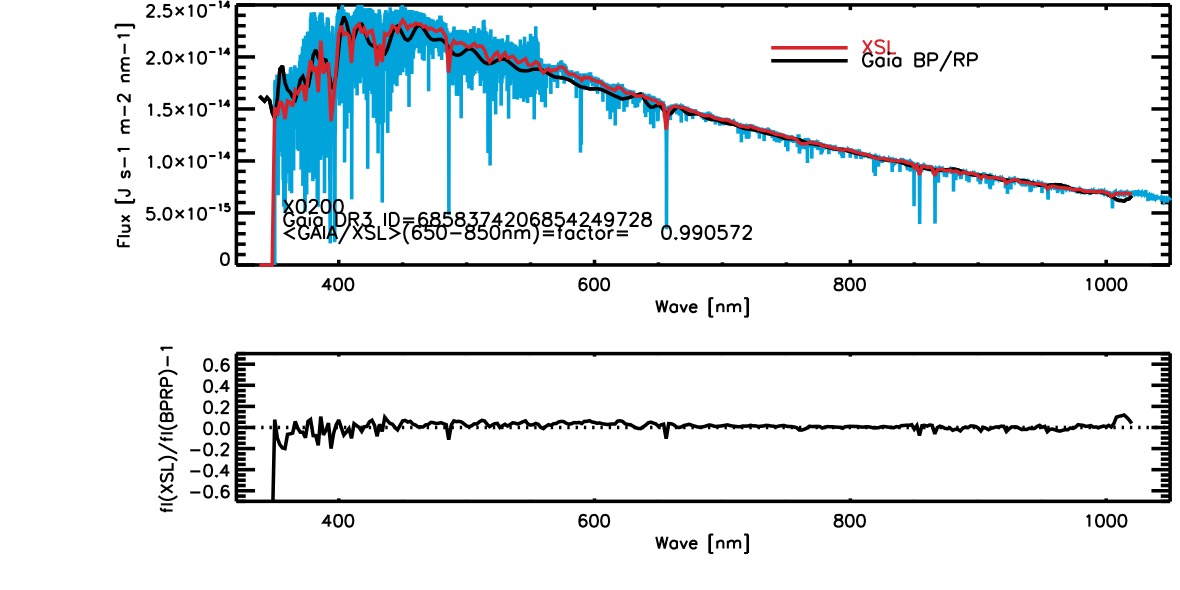 2.5×10⁻¹⁴
2.0×10⁻¹⁴
1.5×10⁻¹⁴
1.0×10⁻¹⁴
5.0×10⁻¹⁵
0
Flux [J s-1 m-2 nm-1]
XSL
Gaia BP/RP
X0200
Gaia DR3 ID=6858374206854249728
<GAIA/XSL>(650-850nm)=factor= 0.990572
400 600 800 1000
Wave [nm]
0.6
0.4
0.2
0.0
-0.2
-0.4
-0.6
fl(XSL)/fl(BPRP)-1
400 600 800 1000
Wave [nm]